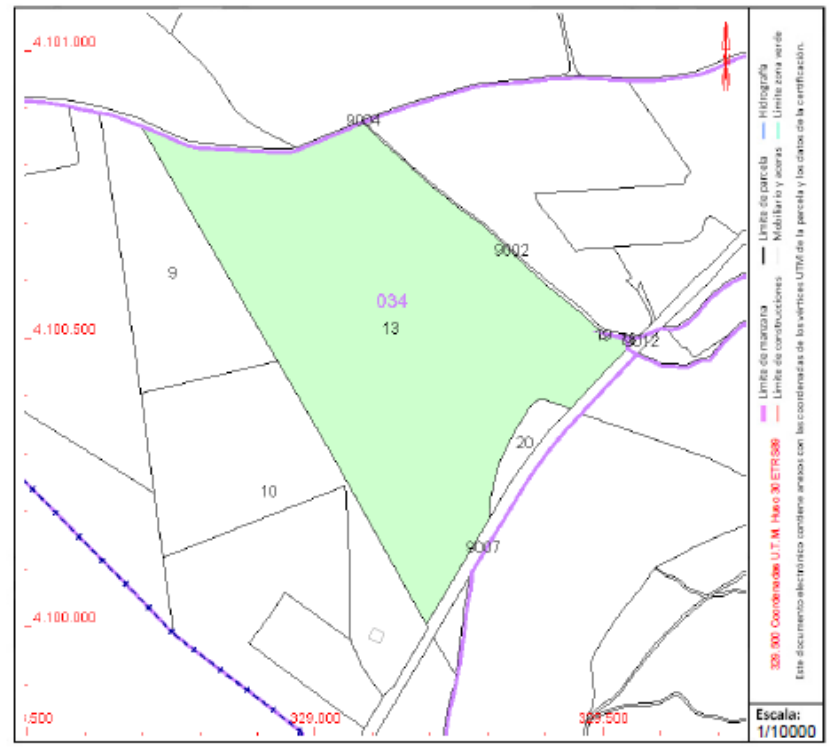 4.101.000
9004
9002
9
034
13
4.100.500
9012
20
10
9007
4.100.000
329.000
329.500
Límite de manzana
Límite de parcela
Hidrografía
Límite de construcciones
Mobiliario y aceras
Límite zona verde
329.500 Coordenadas U.T.M. Huso 30 ETRS89
Este documento electrónico contiene anexos con las coordenadas de los vértices UTM de la parcela y los datos de la certificación.
Escala:
1/10000